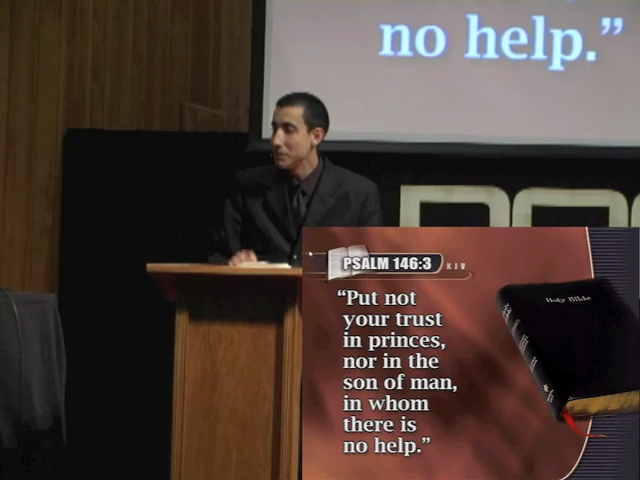 no help.”
PSALM 146:3 KJV
“Put not
your trust
in princes,
nor in the
son of man,
in whom
there is
no help.”
Holy Bible